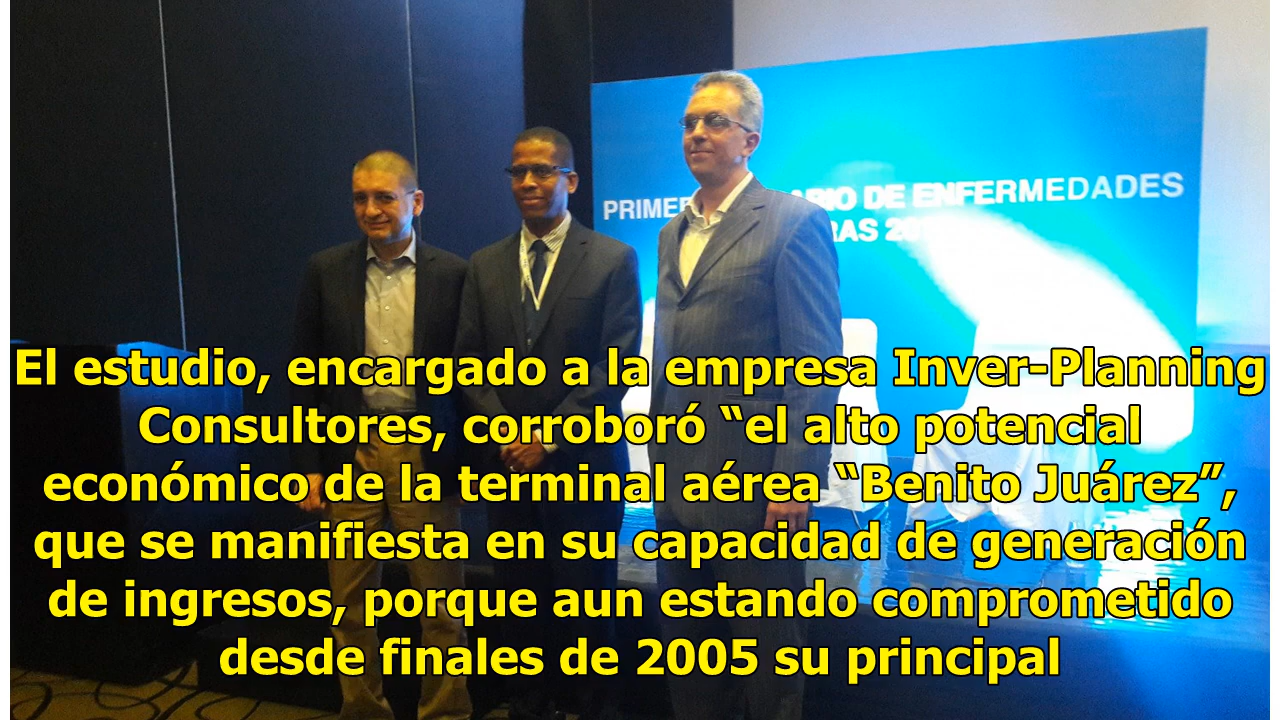 PRIMER
DE ENFERMEDADES
El estudio, encargado a la empresa Inver-Planning
Consultores, corroboró “el alto potencial
económico de la terminal aérea “Benito Juárez”,
que se manifiesta en su capacidad de generación
de ingresos, porque aun estando comprometido
desde finales de 2005 su principal